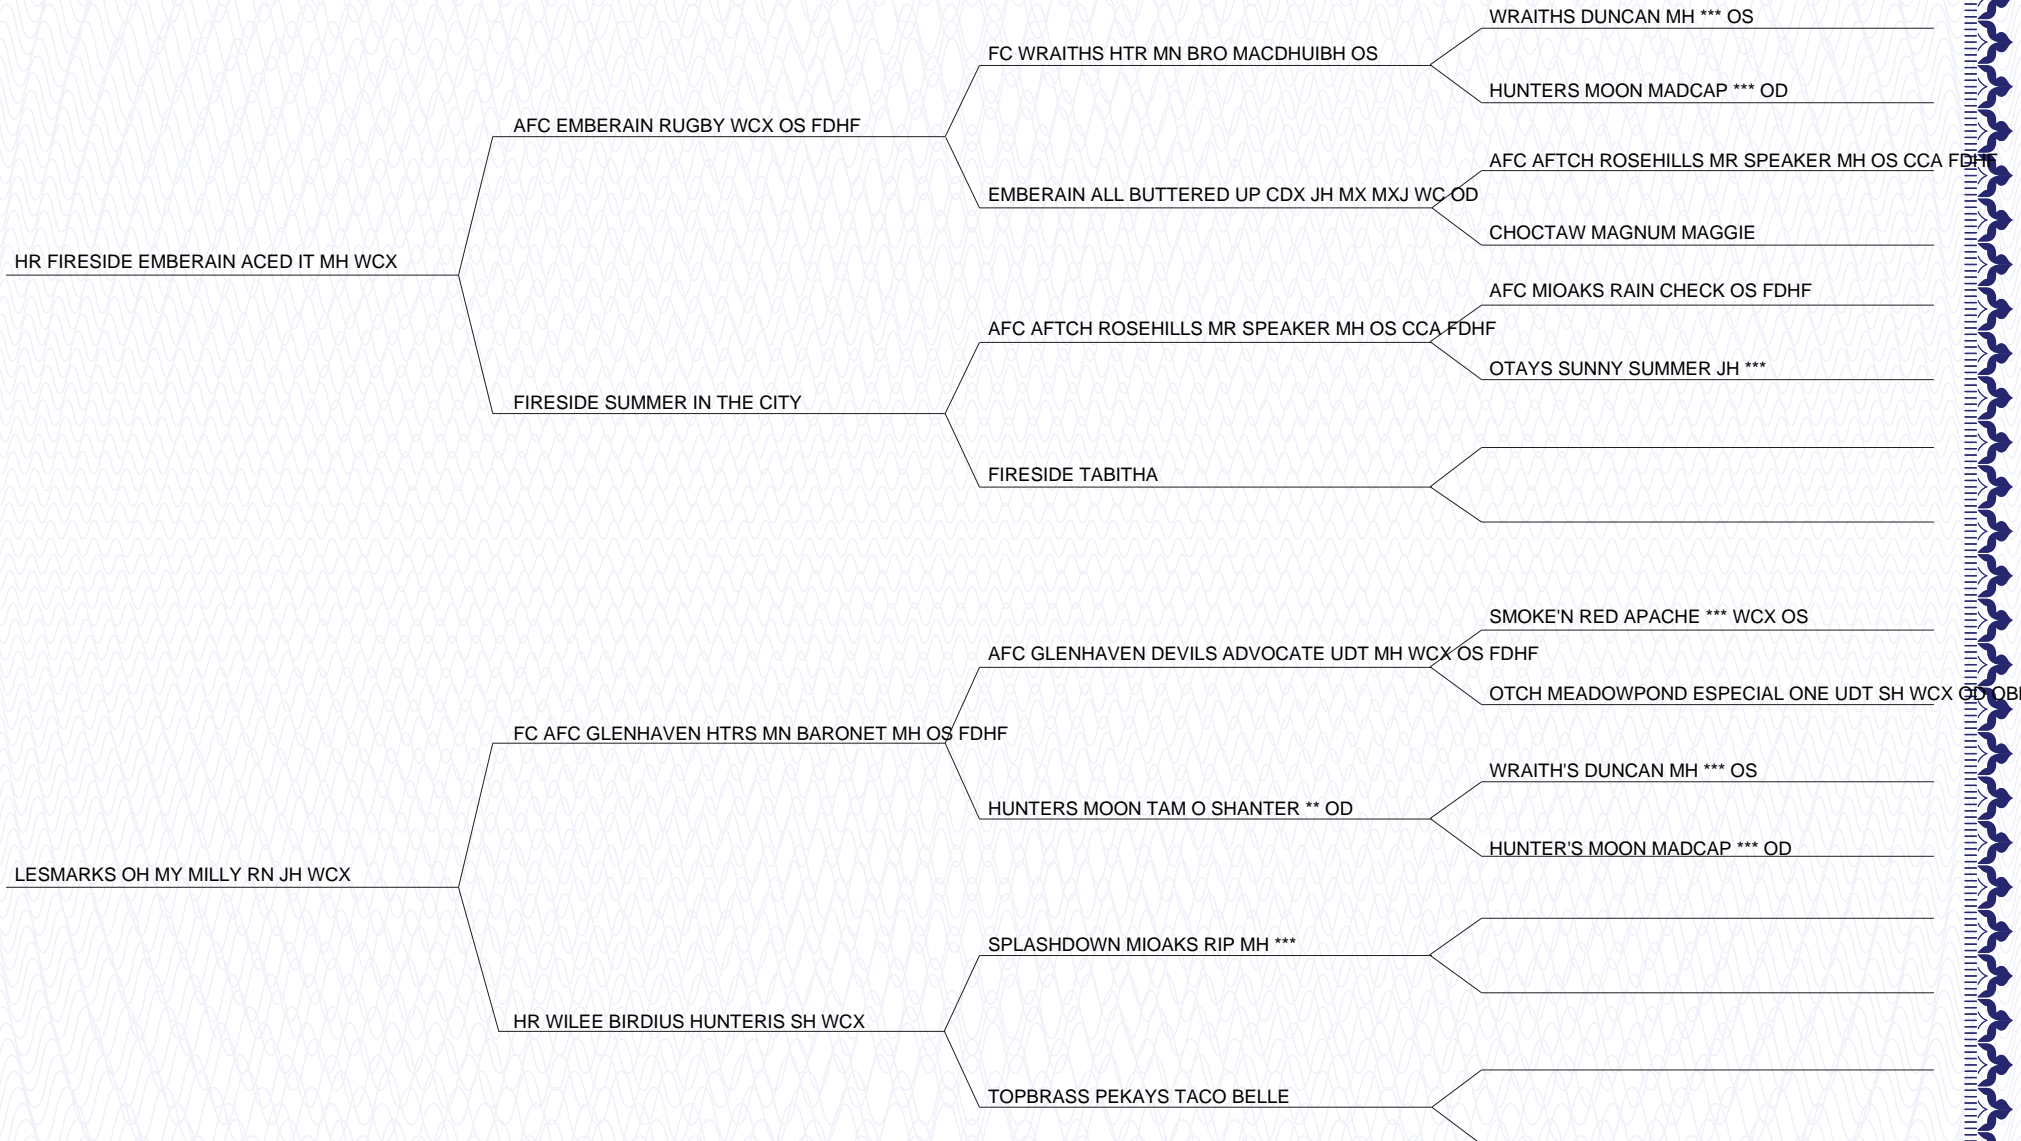 WRAITHS DUNCAN MH *** OS
FC WRAITHS HTR MN BRO MACDHUIBH OS
HUNTERS MOON MADCAP *** OD
AFC EMBERAIN RUGBY WCX OS FDHF
AFC AFTCH ROSEHILLS MR SPEAKER MH OS CCA FDHF
EMBERAIN ALL BUTTERED UP CDX JH MX MXJ WC OD
CHOCTAW MAGNUM MAGGIE
HR FIRESIDE EMBERAIN ACED IT MH WCX
AFC MIOAKS RAIN CHECK OS FDHF
AFC AFTCH ROSEHILLS MR SPEAKER MH OS CCA FDHF
OTAYS SUNNY SUMMER JH ***
FIRESIDE SUMMER IN THE CITY
FIRESIDE TABITHA
SMOKE'N RED APACHE *** WCX OS
AFC GLENHAVEN DEVILS ADVOCATE UDT MH WCX OS FDHF
OTCH MEADOWPOND ESPECIAL ONE UDT SH WCX OD
FC AFC GLENHAVEN HTRS MN BARONET MH OS FDHF
WRAITH'S DUNCAN MH *** OS
HUNTERS MOON TAM O SHANTER ** OD
HUNTER'S MOON MADCAP *** OD
LESMARKS OH MY MILLY RN JH WCX
SPLASHDOWN MIOAKS RIP MH ***
HR WILEE BIRDIUS HUNTERIS SH WCX
TOPBRASS PEKAYS TACO BELLE